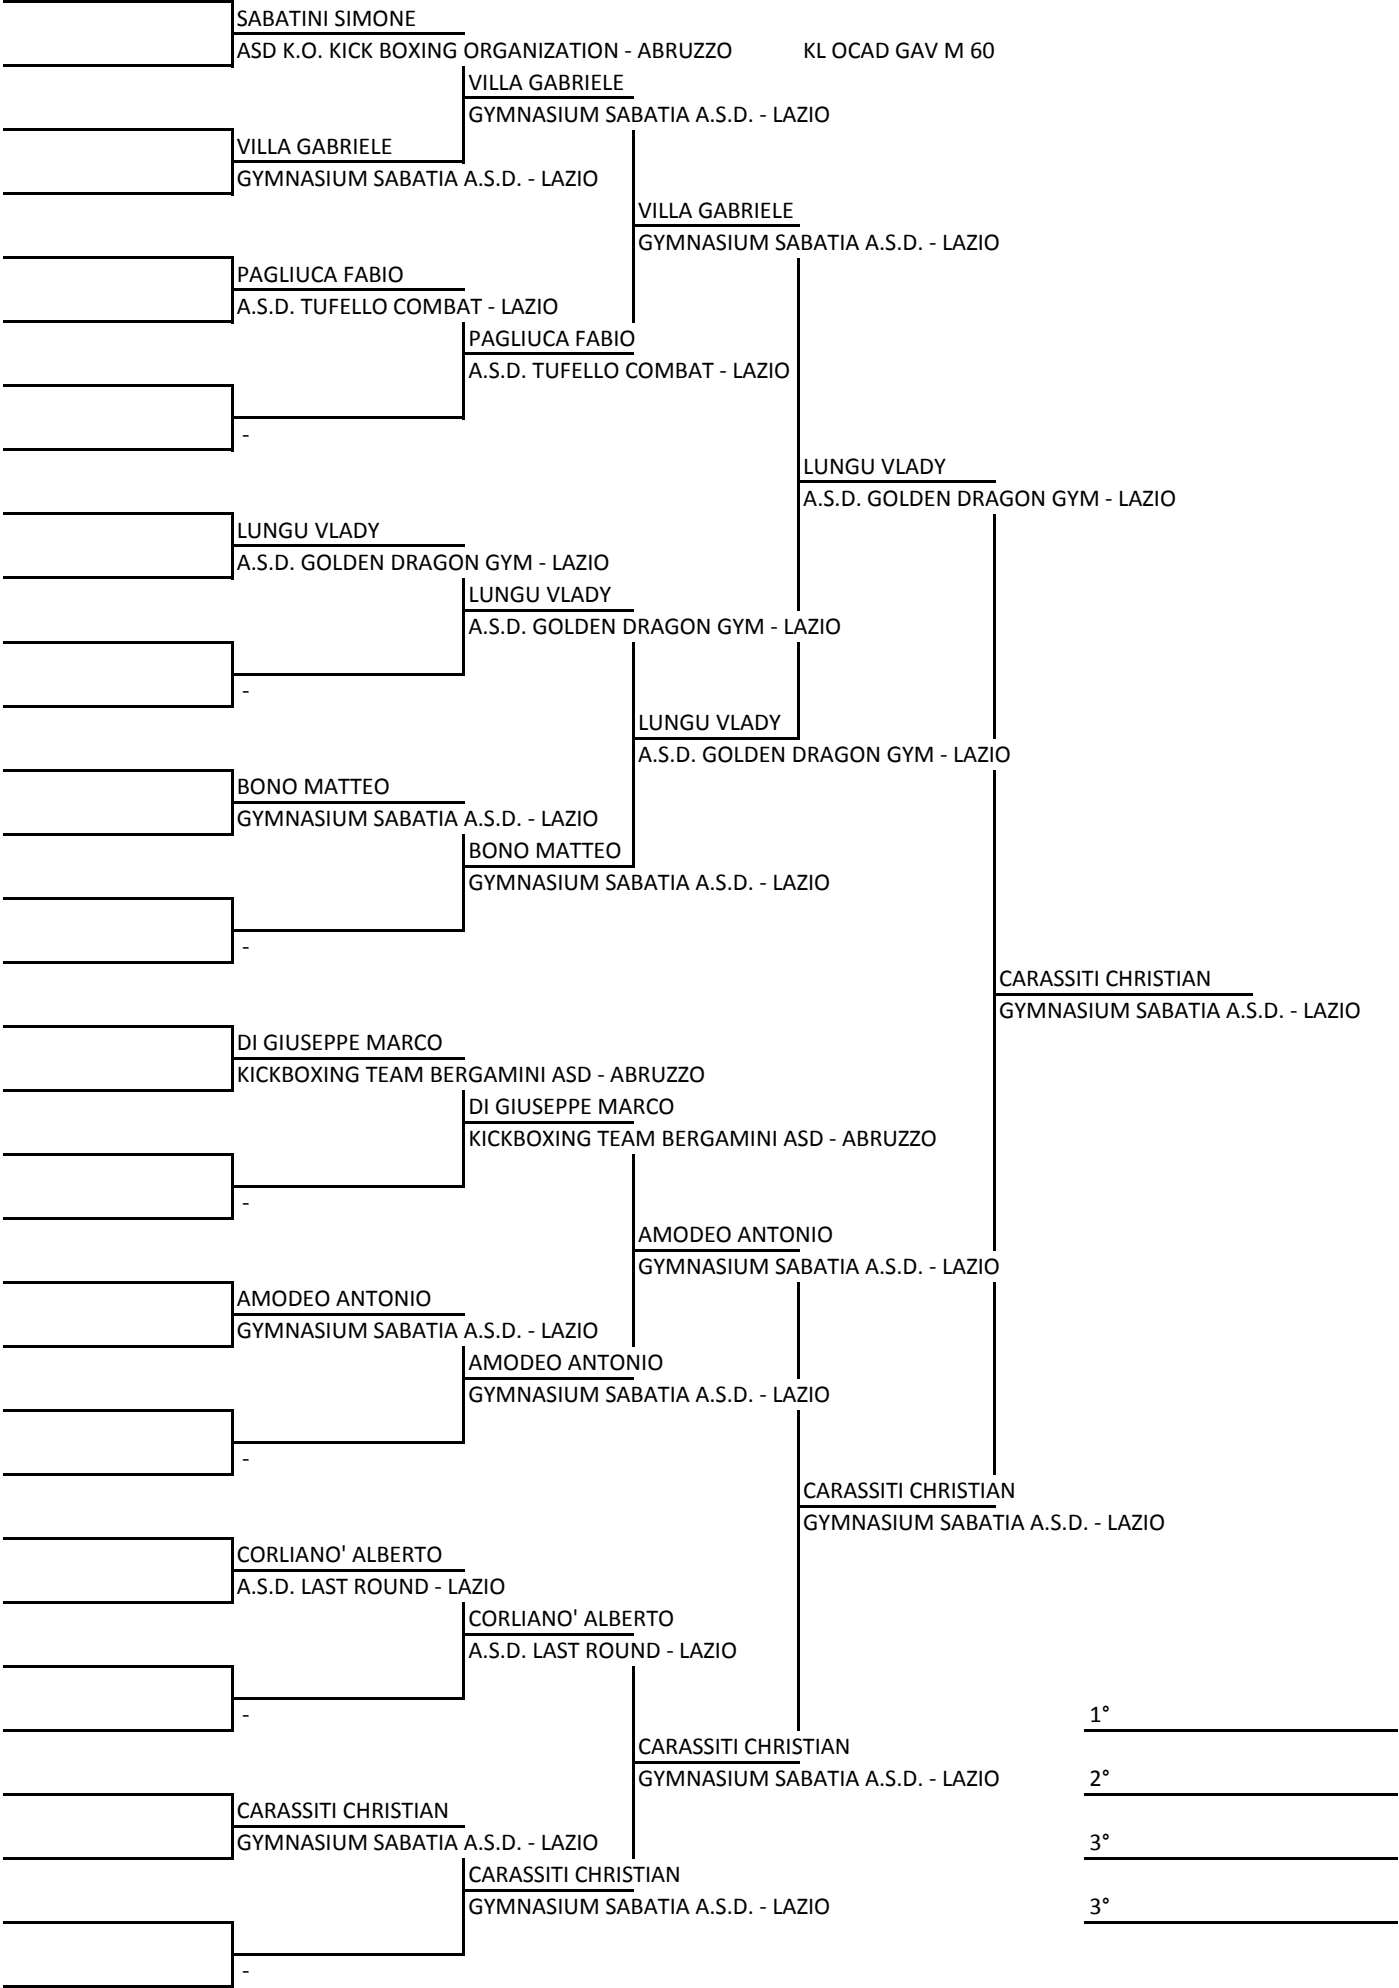 SABATINI SIMONE
ASD K.O. KICK BOXING ORGANIZATION - ABRUZZO KL OCAD GAV M 60
VILLA GABRIELE
GYMNASIUM SABATIA A.S.D. - LAZIO
VILLA GABRIELE
GYMNASIUM SABATIA A.S.D. - LAZIO
VILLA GABRIELE
GYMNASIUM SABATIA A.S.D. - LAZIO
PAGLIUCA FABIO
A.S.D. TUFELLO COMBAT - LAZIO
PAGLIUCA FABIO
A.S.D. TUFELLO COMBAT - LAZIO
-
LUNGU VLADY
A.S.D. GOLDEN DRAGON GYM - LAZIO
LUNGU VLADY
A.S.D. GOLDEN DRAGON GYM - LAZIO
LUNGU VLADY
A.S.D. GOLDEN DRAGON GYM - LAZIO
-
LUNGU VLADY
A.S.D. GOLDEN DRAGON GYM - LAZIO
BONO MATTEO
GYMNASIUM SABATIA A.S.D. - LAZIO
BONO MATTEO
GYMNASIUM SABATIA A.S.D. - LAZIO
-
CARASSITI CHRISTIAN
GYMNASIUM SABATIA A.S.D. - LAZIO
DI GIUSEPPE MARCO
KICKBOXING TEAM BERGAMINI ASD - ABRUZZO
DI GIUSEPPE MARCO
KICKBOXING TEAM BERGAMINI ASD - ABRUZZO
-
AMODEO ANTONIO
GYMNASIUM SABATIA A.S.D. - LAZIO
AMODEO ANTONIO
GYMNASIUM SABATIA A.S.D. - LAZIO
AMODEO ANTONIO
GYMNASIUM SABATIA A.S.D. - LAZIO
-
CARASSITI CHRISTIAN
GYMNASIUM SABATIA A.S.D. - LAZIO
CORLIANO' ALBERTO
A.S.D. LAST ROUND - LAZIO
CORLIANO' ALBERTO
A.S.D. LAST ROUND - LAZIO
- 1°
CARASSITI CHRISTIAN
GYMNASIUM SABATIA A.S.D. - LAZIO 2°
CARASSITI CHRISTIAN
GYMNASIUM SABATIA A.S.D. - LAZIO 3°
CARASSITI CHRISTIAN
GYMNASIUM SABATIA A.S.D. - LAZIO 3°
-